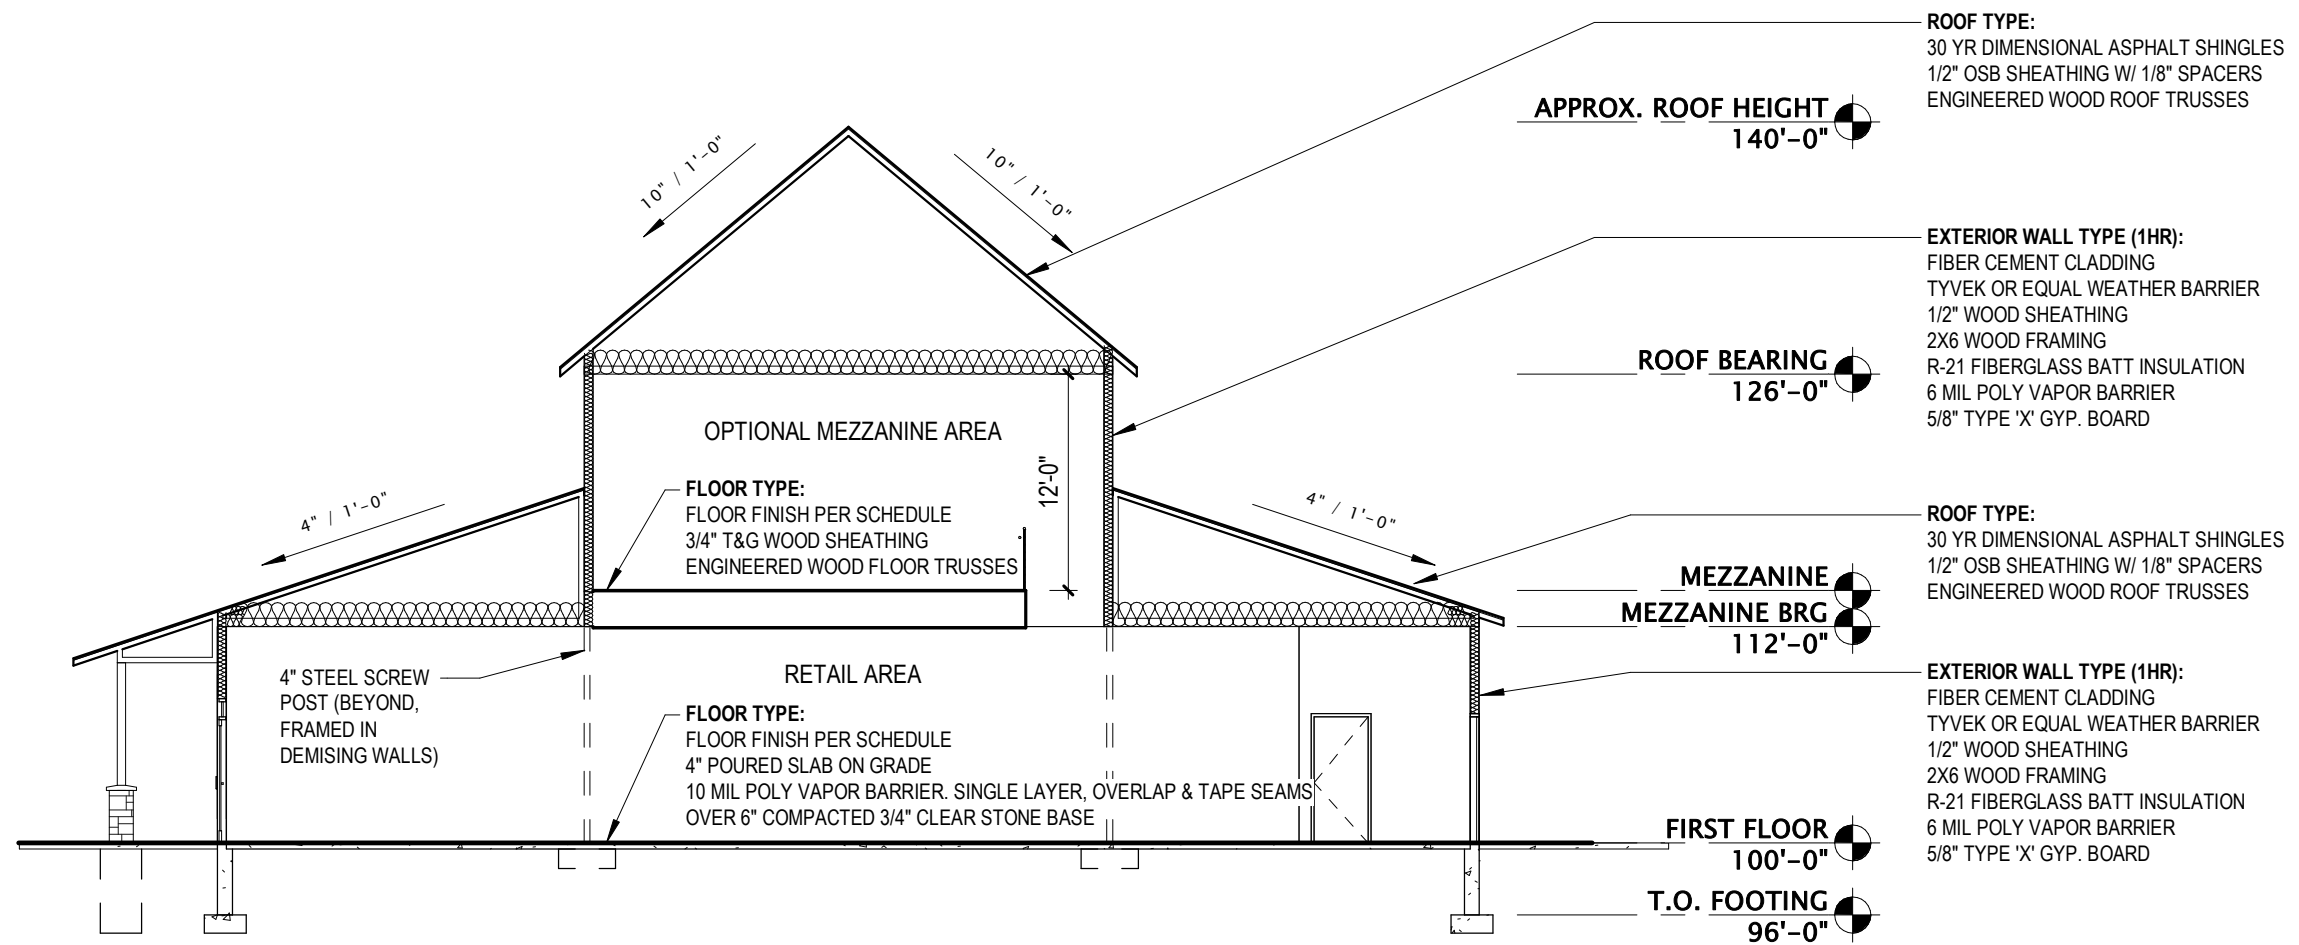 ROOF TYPE:
30 YR DIMENSIONAL ASPHALT SHINGLES
1/2" OSB SHEATHING W/ 1/8" SPACERS
ENGINEERED WOOD ROOF TRUSSES
APPROX. ROOF HEIGHT
140'-0"
10" / 1'-0"
10" / 1'-0"
EXTERIOR WALL TYPE (1HR):
FIBER CEMENT CLADDING
TYVEK OR EQUAL WEATHER BARRIER
1/2" WOOD SHEATHING
2X6 WOOD FRAMING
R-21 FIBERGLASS BATT INSULATION
6 MIL POLY VAPOR BARRIER
5/8" TYPE 'X' GYP. BOARD
ROOF BEARING
126'-0"
OPTIONAL MEZZANINE AREA
12'-0"
FLOOR TYPE:
FLOOR FINISH PER SCHEDULE
3/4" T&G WOOD SHEATHING
ENGINEERED WOOD FLOOR TRUSSES
4" / 1'-0"
4" / 1'-0"
ROOF TYPE:
30 YR DIMENSIONAL ASPHALT SHINGLES
1/2" OSB SHEATHING W/ 1/8" SPACERS
ENGINEERED WOOD ROOF TRUSSES
MEZZANINE
MEZZANINE BRG
112'-0"
4" STEEL SCREW
POST (BEYOND,
FRAMED IN
DEMISING WALLS)
RETAIL AREA
FLOOR TYPE:
FLOOR FINISH PER SCHEDULE
4" POURED SLAB ON GRADE
10 MIL POLY VAPOR BARRIER. SINGLE LAYER, OVERLAP & TAPE SEAMS
OVER 6" COMPACTED 3/4" CLEAR STONE BASE
EXTERIOR WALL TYPE (1HR):
FIBER CEMENT CLADDING
TYVEK OR EQUAL WEATHER BARRIER
1/2" WOOD SHEATHING
2X6 WOOD FRAMING
R-21 FIBERGLASS BATT INSULATION
6 MIL POLY VAPOR BARRIER
5/8" TYPE 'X' GYP. BOARD
FIRST FLOOR
100'-0"
T.O. FOOTING
96'-0"